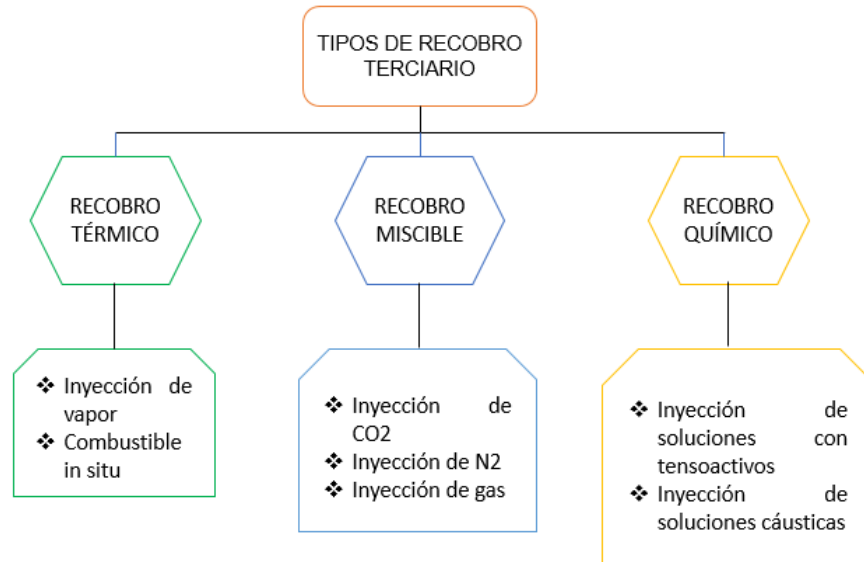 TIPOS DE RECOBRO
TERCIARIO
RECOBRO
TÉRMICO
RECOBRO
MISCIBLE
RECOBRO
QUÍMICO
❖ Inyección de
vapor
❖ Combustible
in situ
❖ Inyección de
CO2
❖ Inyección de N2
❖ Inyección de gas
❖ Inyección de
soluciones con
tensoactivos
❖ Inyección de
soluciones cáusticas